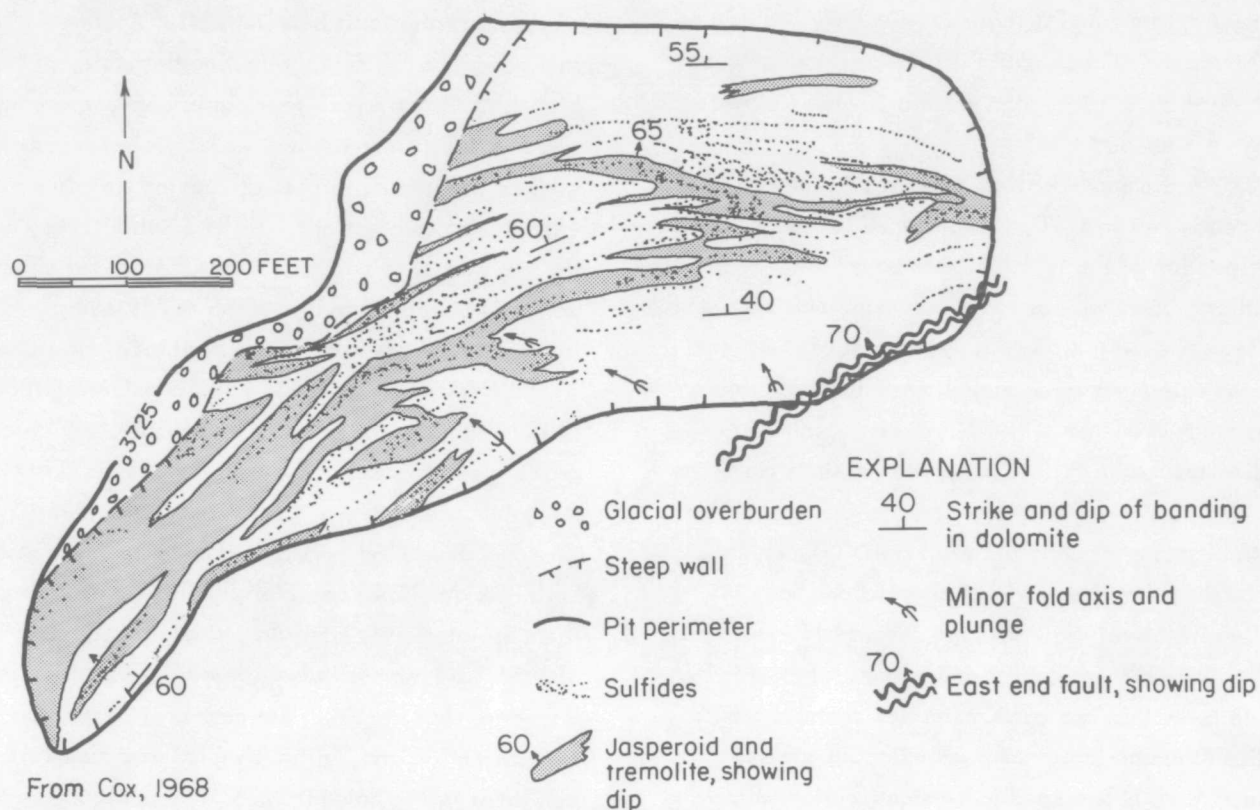 55
65
N
60
0 100 200 FEET
40
70
3725
EXPLANATION
Glacial overburden
Steep wall
Pit perimeter
Sulfides
60
Jasperoid and
tremolite, showing
dip
40
Strike and dip of banding
in dolomite
Minor fold axis and
plunge
70
East end fault, showing dip
60
From Cox, 1968